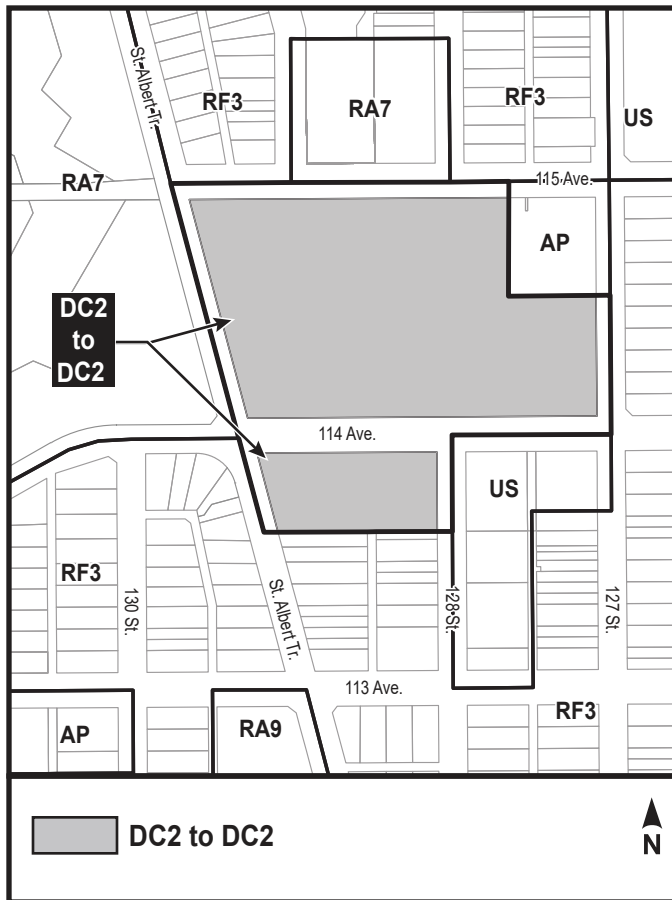 St. Albert Tr.
RF3
RA7
RF3
US
RA7
115 Ave.
AP
DC2
to
DC2
114 Ave.
US
RF3
130 St.
St. Albert Tr.
128 St.
127 St.
113 Ave.
AP
RA9
RF3
DC2 to DC2
N